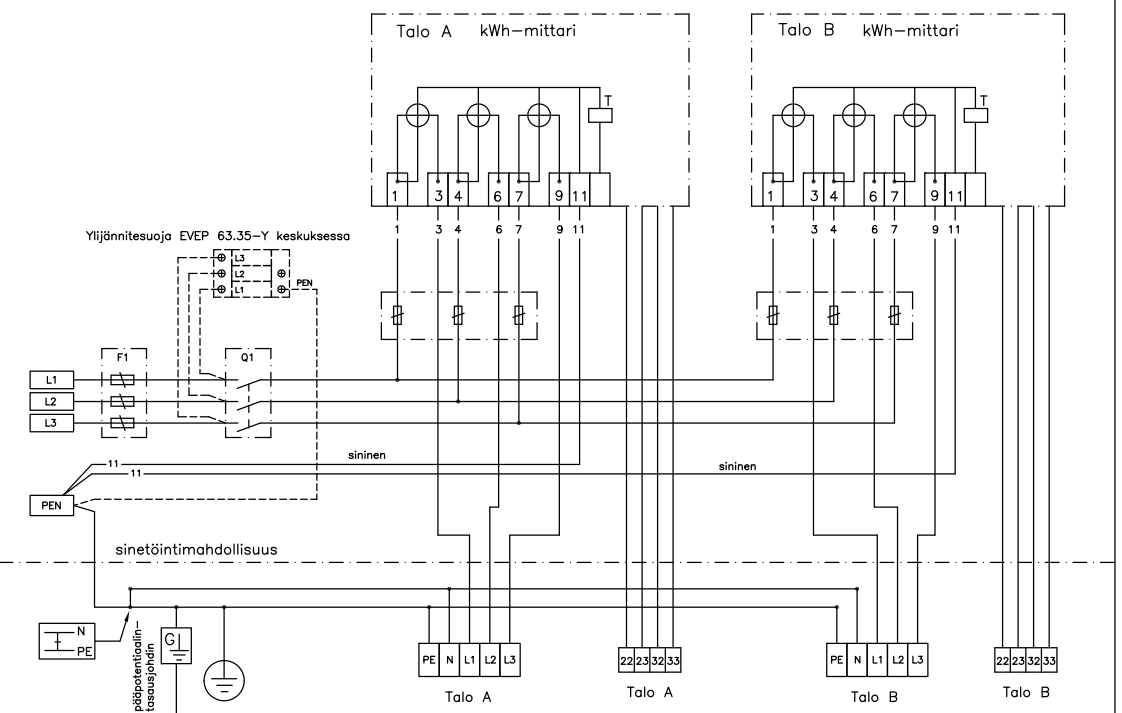 Talo A kWh-mittari
Talo B kWh-mittari
T
T
1 3 4 6 7 9 11
1 3 4 6 7 9 11
1 3 4 6 7 9 11
1 3 4 6 7 9 11
Ylijännitesuoja EVEP 63.35-Y keskuksessa
L3
L2
L1
PEN
F1
Q1
L1
L2
L3
11
11
sininen
sininen
PEN
sinetöintimahdollisuus
N
PE
pääpotentiaalin-
tasausjohdin
G
PE N L1 L2 L3
22 23 32 33
PE N L1 L2 L3
22 23 32 33
Talo A
Talo A
Talo B
Talo B